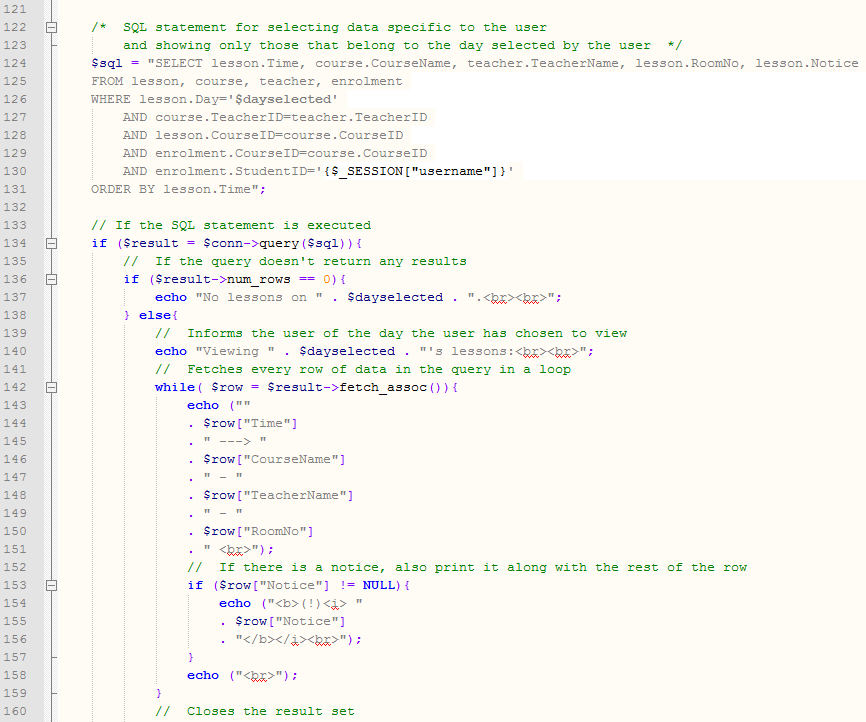 121
122 /*  SQL statement for selecting data specific to the user
123 and showing only those that belong to the day selected by the user  */
124 $sql = "SELECT lesson.Time, course.CourseName, teacher.TeacherName, lesson.RoomNo, lesson.Notice
125 FROM lesson, course, teacher, enrolment
126 WHERE lesson.Day='$dayselected'
127 AND course.TeacherID=teacher.TeacherID
128 AND lesson.CourseID=course.CourseID
129 AND enrolment.CourseID=course.CourseID
130 AND enrolment.StudentID='{$_SESSION["username"]}'
131 ORDER BY lesson.Time";
132
133 // If the SQL statement is executed
134 if ($result = $conn->query($sql)){
135 //  If the query doesn't return any results
136 if ($result->num_rows == 0){
137 echo "No lessons on " . $dayselected . ".<br><br>";
138 } else{
139 //  Informs the user of the day the user has chosen to view
140 echo "Viewing " . $dayselected . "'s lessons:<br><br>";
141 //  Fetches every row of data in the query in a loop
142 while( $row = $result->fetch_assoc()){
143 echo (""
144 . $row["Time"]
145 . " ---> "
146 . $row["CourseName"]
147 . " - "
148 . $row["TeacherName"]
149 . " - "
150 . $row["RoomNo"]
151 . " <br>");
152 //  If there is a notice, also print it along with the rest of the row
153 if ($row["Notice"] != NULL){
154 echo ("<b>(!)<i> "
155 . $row["Notice"]
156 . "</b></i><br>");
157 }
158 echo ("<br>");
159 }
160 //  Closes the result set